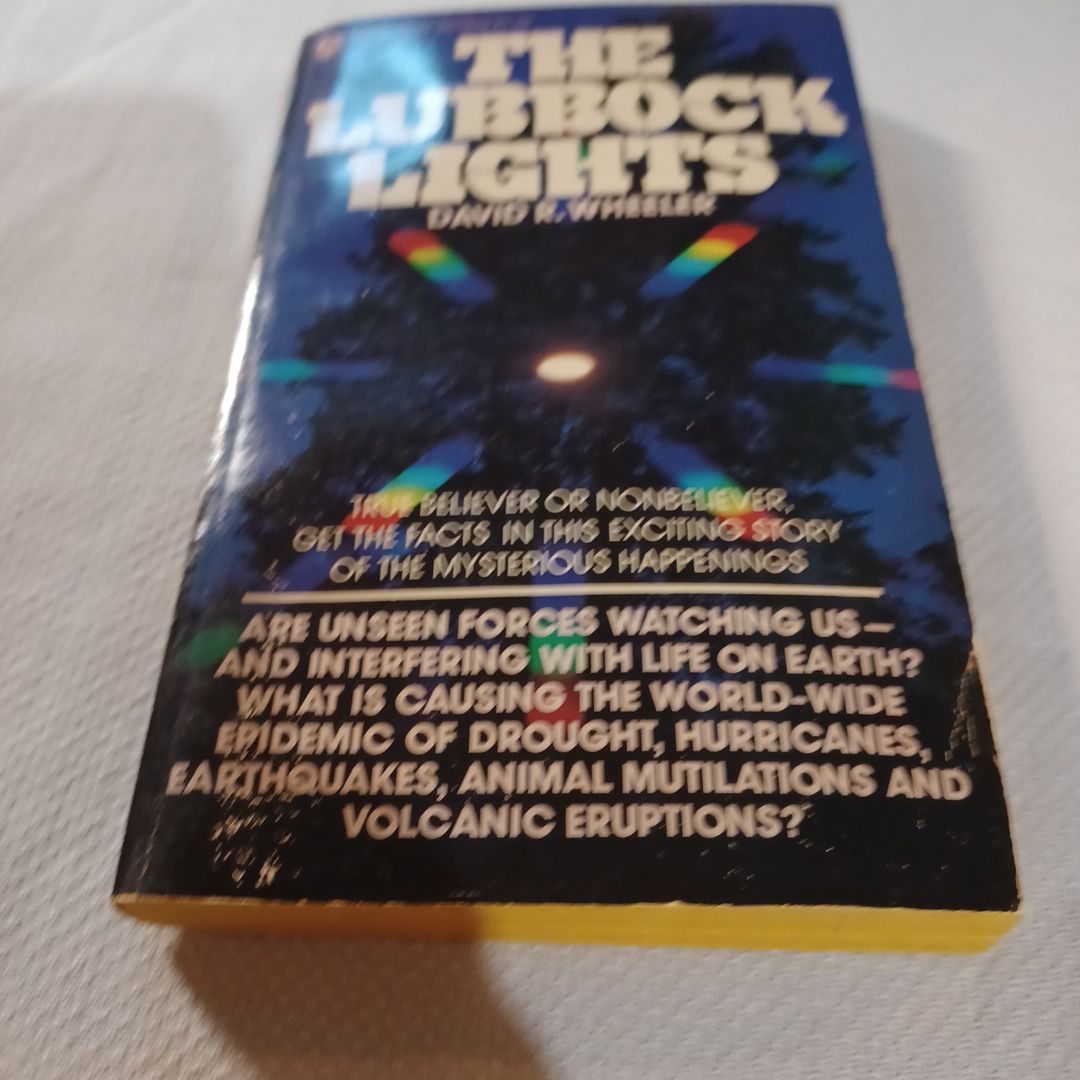 THE
LUBBOCK
LIGHTS
DAVID R. WHEELER
TRUE BELIEVER OR NONBELIEVER,
GET THE FACTS IN THIS EXCITING STORY
OF THE MYSTERIOUS HAPPENINGS
ARE UNSEEN FORCES WATCHING US—
AND INTERFERING WITH LIFE ON EARTH?
WHAT IS CAUSING THE WORLD-WIDE
EPIDEMIC OF DROUGHT, HURRICANES,
EARTHQUAKES, ANIMAL MUTILATIONS AND
VOLCANIC ERUPTIONS?